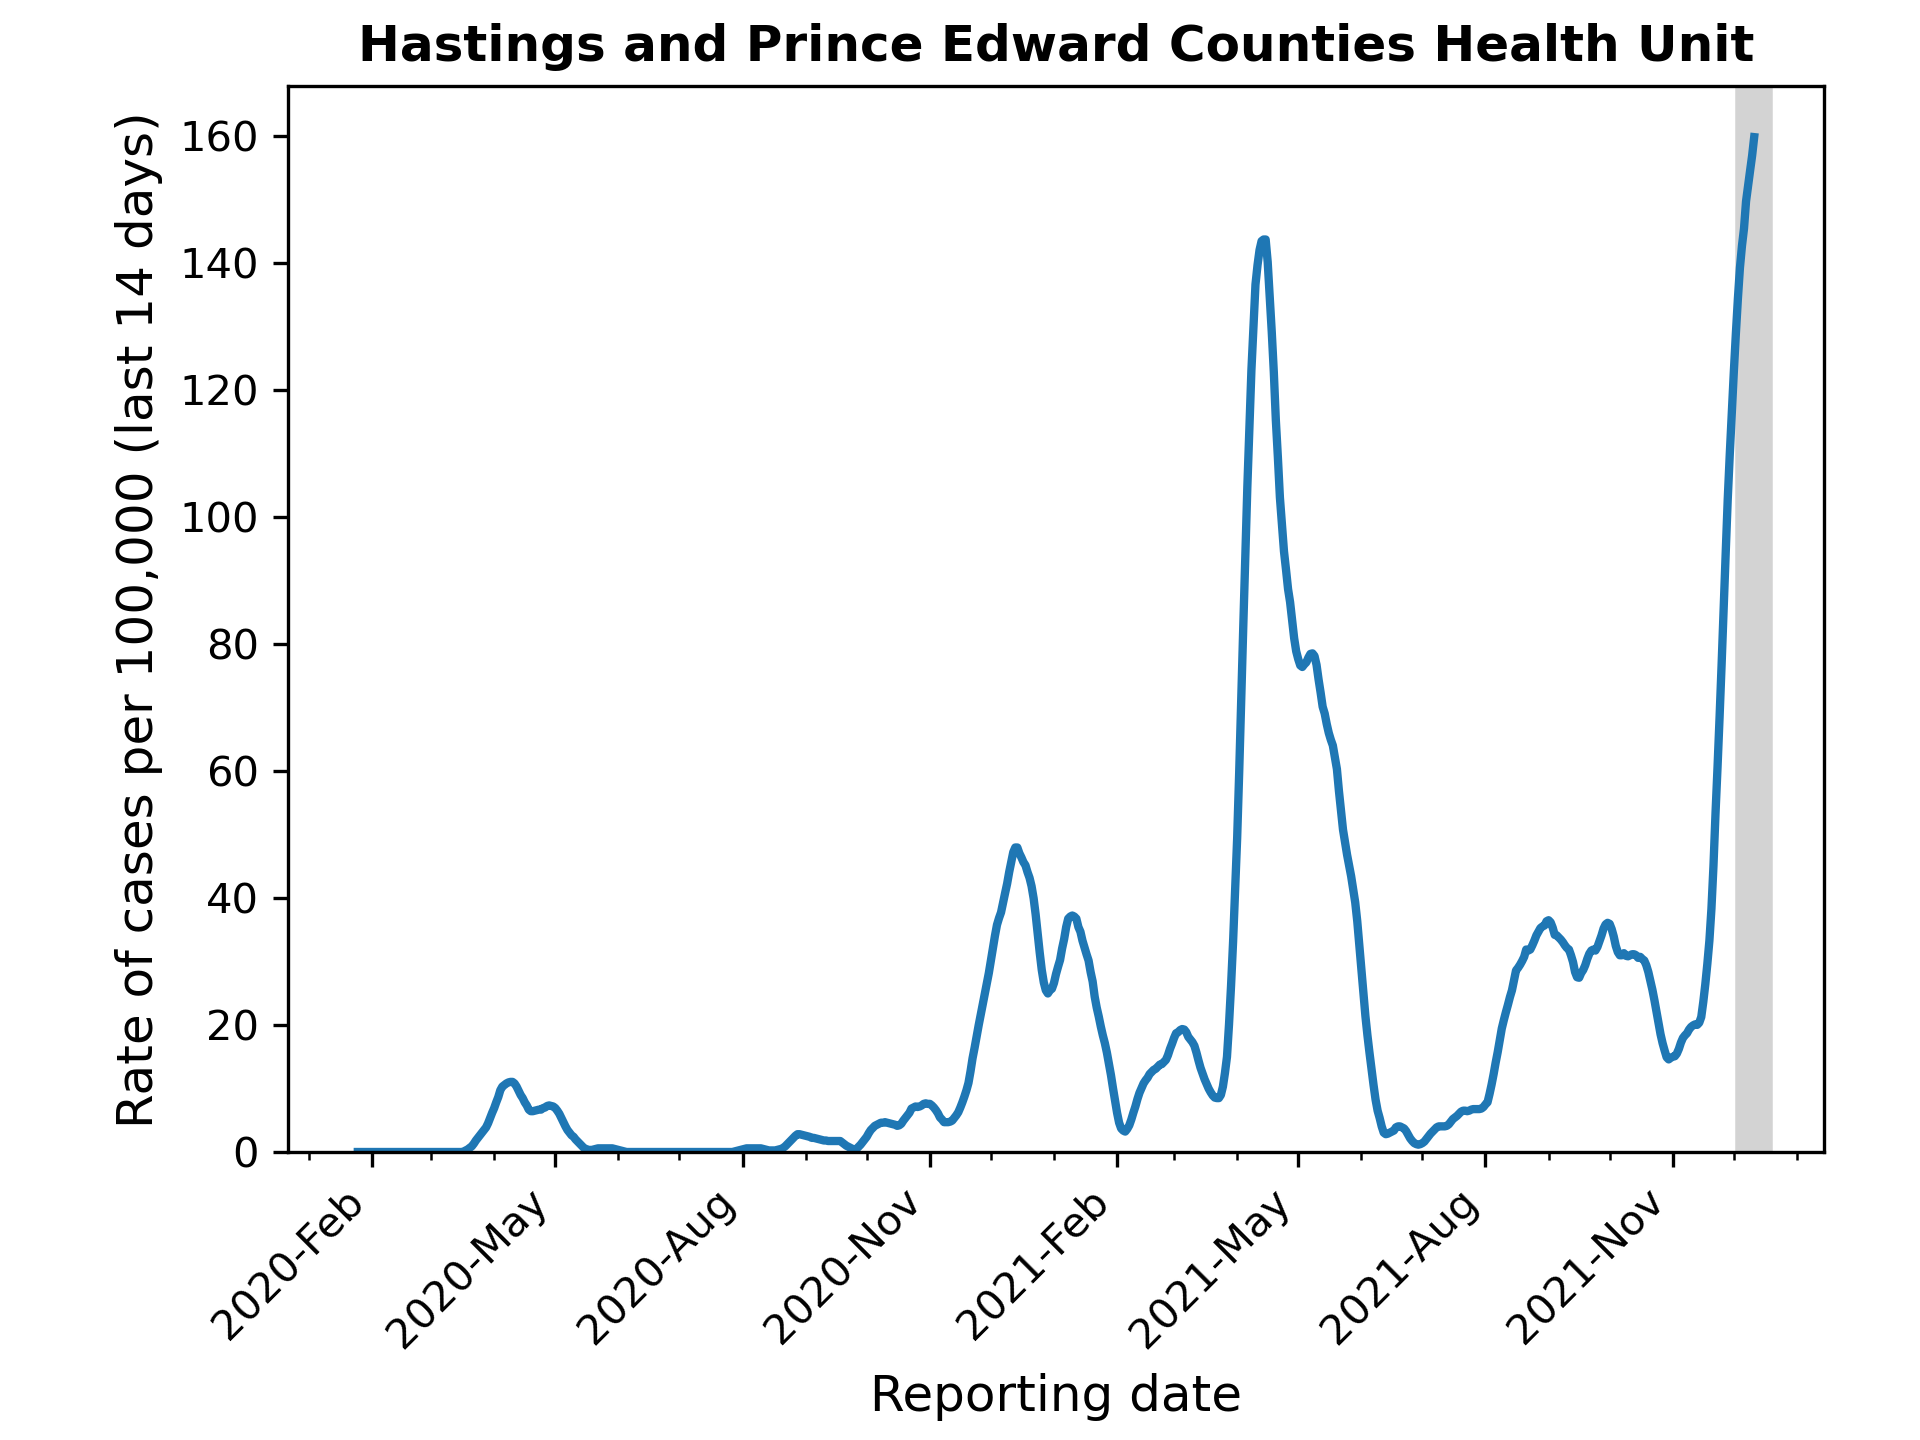 Hastings and Prince Edward Counties Health Unit
Rate of cases per 100,000 (last 14 days)
160
140
120
100
80
60
40
20
0
2020-Feb
2020-May
2020-Aug
2020-Nov
2021-Feb
2021-May
2021-Aug
2021-Nov
Reporting date